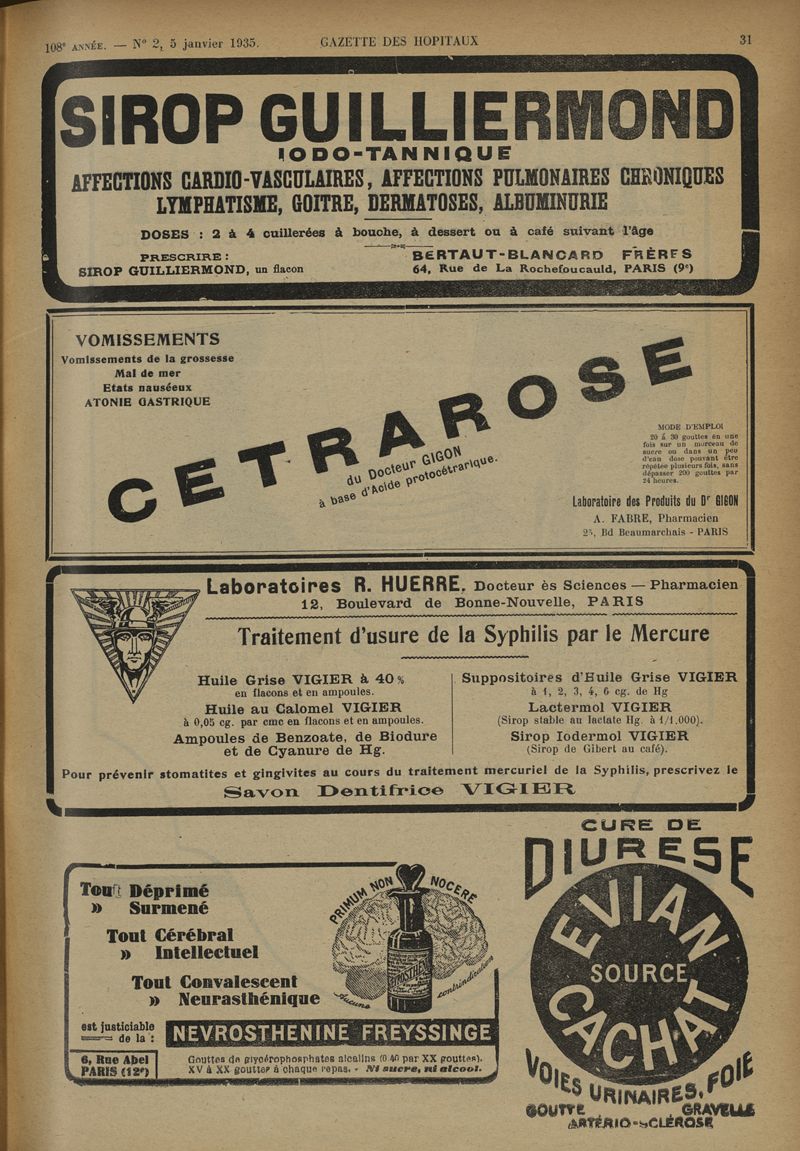 108e ANNÉE. — N° 2, 5 janvier 1935.
GAZETTE DES HOPITAUX
31
SIROP GUILLIERMOND
IODO-TANNIQUE
AFFECTIONS CARDIO-VASCULAIRES, AFFECTIONS PULMONAIRES CHRONIQUES
LYMPHATISME, GOITRE, DERMATOSES, ALBUMINURIE
DOSES : 2 à 4 cuillerées à bouche, à dessert ou à café suivant l'âge
PRESCRIRE :
SIROP GUILLIERMOND, un flacon
BERTAUT-BLANCARD FRÈRES
64, Rue de La Rochefoucauld, PARIS (9e)
VOMISSEMENTS
Vomissements de la grossesse
Mal de mer
Etats nauséeux
ATONIE GASTRIQUE
CETRAROSE
du Docteur GIGON
à base d'Acide protocétrarique.
MODE D'EMPLOI
20 à 30 gouttes en une
fois sur un morceau de
sucre ou dans un peu
d'eau dose pouvant être
répétée plusieurs fois, sans
dépasser 200 gouttes par
24 heures.
Laboratoire des Produits du Dr GIGON
A. FABRE, Pharmacien
25, Bd Beaumarchais - PARIS
Laboratoires R. HUERRE, Docteur ès Sciences — Pharmacien
12, Boulevard de Bonne-Nouvelle, PARIS
Traitement d'usure de la Syphilis par le Mercure
Huile Grise VIGIER à 40 %
en flacons et en ampoules.
Huile au Calomel VIGIER
à 0,05 cg. par cmc en flacons et en ampoules.
Ampoules de Benzoate, de Biodure
et de Cyanure de Hg.
Suppositoires d'Huile Grise VIGIER
à 1, 2, 3, 4, 6 cg. de Hg
Lactermol VIGIER
(Sirop stable au lactate Hg. à 1/1.000).
Sirop Iodermol VIGIER
(Sirop de Gibert au café).
Pour prévenir stomatites et gingivites au cours du traitement mercuriel de la Syphilis, prescrivez le
Savon Dentifrice VIGIER
Tout Déprimé
» Surmené
Tout Cérébral
» Intellectuel
Tout Convalescent
» Neurasthénique
PRIMUM NON NOCERE
Aucune contrindication
est justiciable
de la :
NEVROSTHENINE FREYSSINGE
6, Rue Abel
PARIS (12e)
Gouttes de glycérophosphates alcalins (0.40 par XX gouttes).
XV à XX gouttes à chaque repas. - Ni sucre, ni alcool.
CURE DE
DIURESE
EVIAN
SOURCE
CACHAT
VOIES URINAIRES, FOIE
GOUTTE GRAVELLE
ARTÉRIO-SCLÉROSE